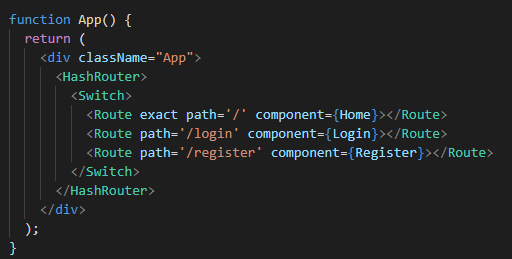 function App() {
  return (
    <div className="App">
      <HashRouter>
        <Switch>
          <Route exact path='/' component={Home}></Route>
          <Route path='/login' component={Login}></Route>
          <Route path='/register' component={Register}></Route>
        </Switch>
      </HashRouter>
    </div>
  );
}